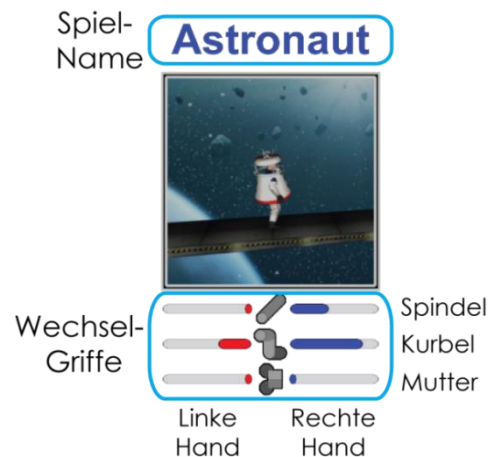 Spiel-
Name
Astronaut
Wechsel-
Griffe
Spindel
Kurbel
Mutter
Linke
Hand
Rechte
Hand